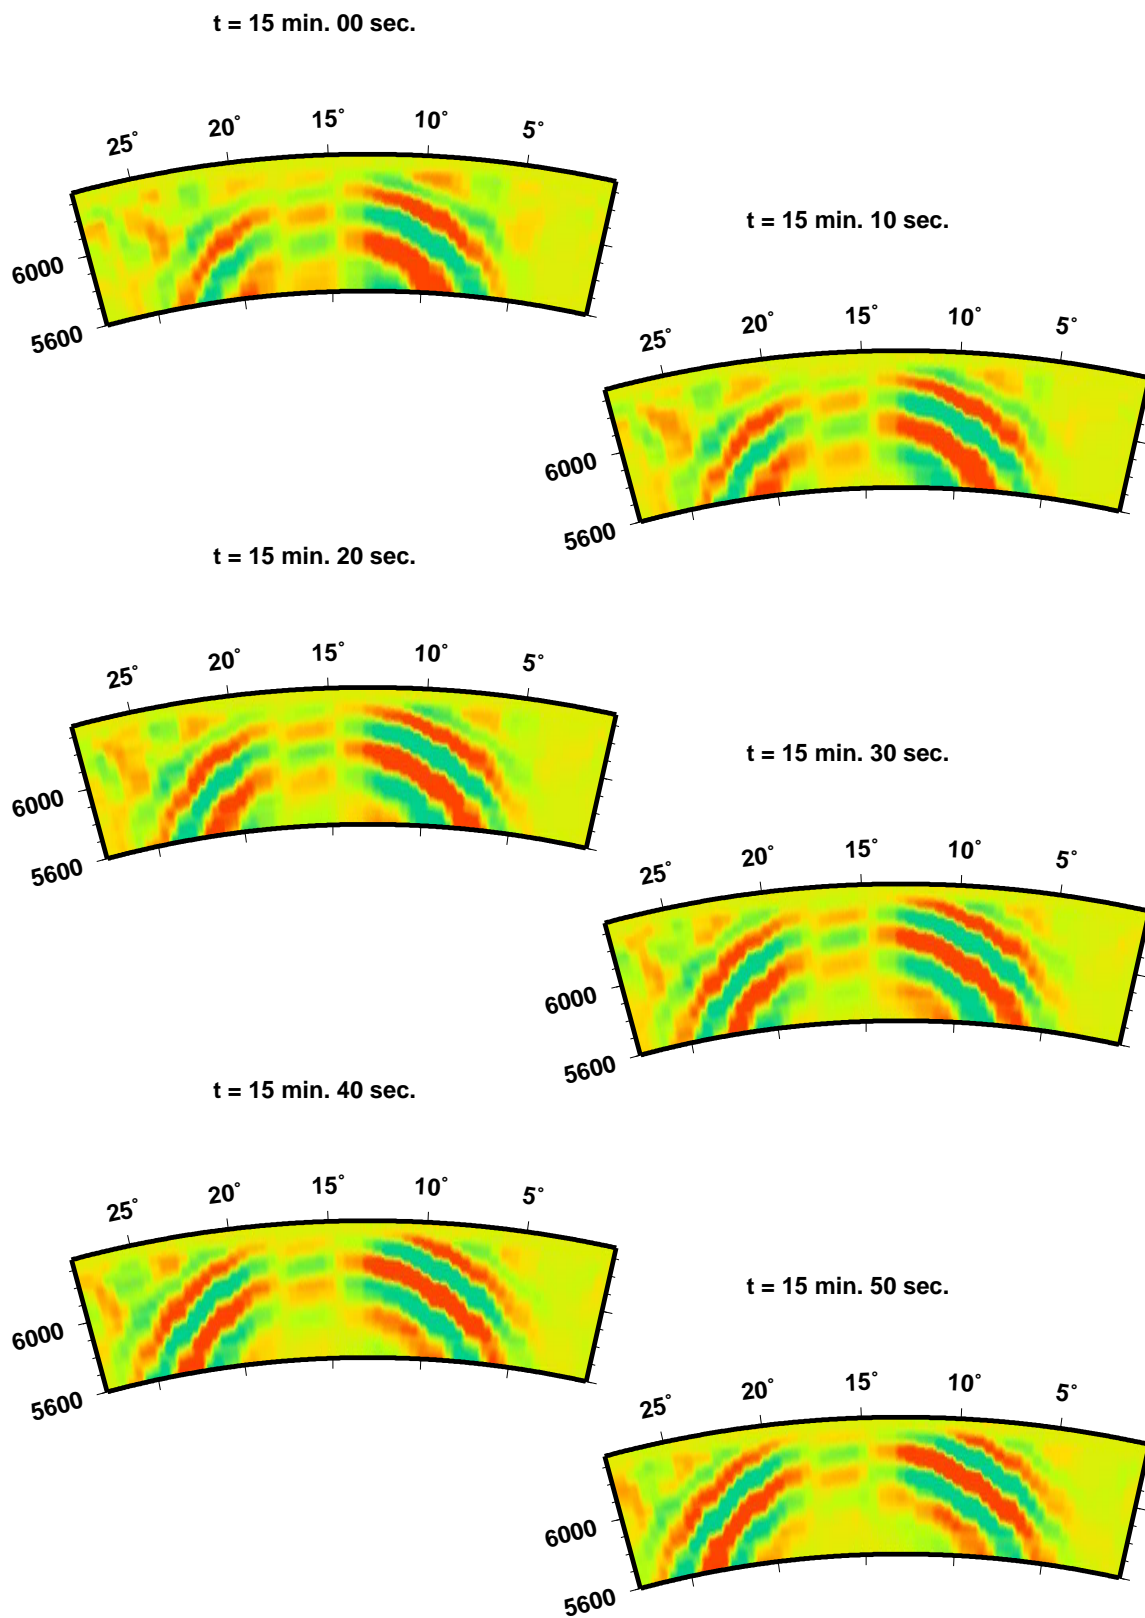 t = 15 min. 00 sec.
25° 20° 15° 10° 5°
6000
5600
t = 15 min. 10 sec.
25° 20° 15° 10° 5°
6000
5600
t = 15 min. 20 sec.
25° 20° 15° 10° 5°
6000
5600
t = 15 min. 30 sec.
25° 20° 15° 10° 5°
6000
5600
t = 15 min. 40 sec.
25° 20° 15° 10° 5°
6000
5600
t = 15 min. 50 sec.
25° 20° 15° 10° 5°
6000
5600